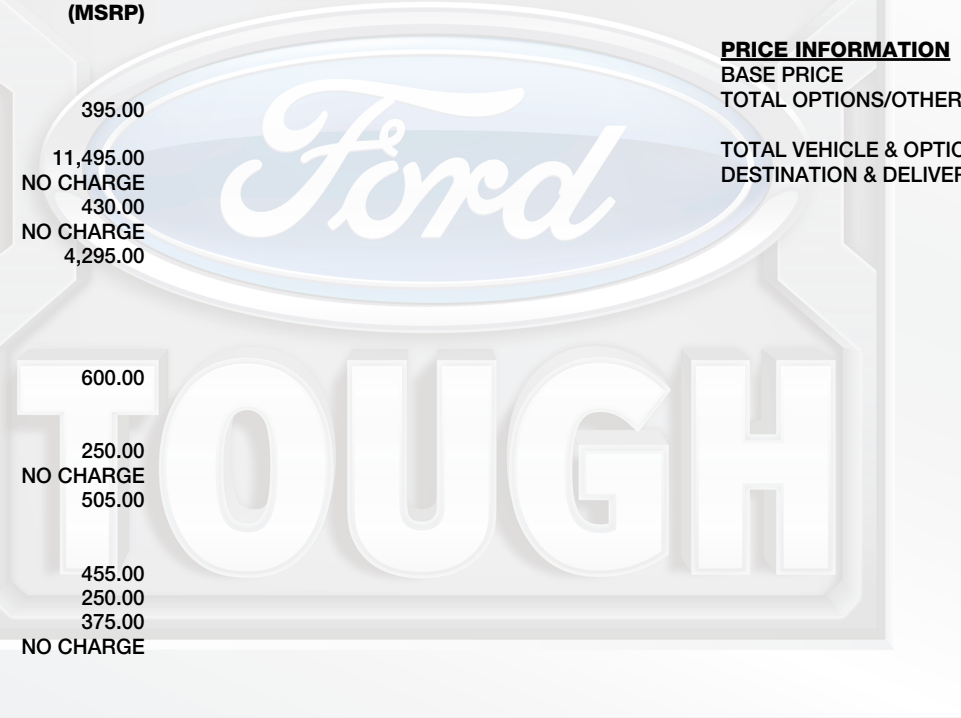 (MSRP)
395.00
11,495.00
NO CHARGE
430.00
NO CHARGE
4,295.00
600.00
250.00
NO CHARGE
505.00
455.00
250.00
375.00
NO CHARGE
PRICE INFORMATION
BASE PRICE
TOTAL OPTIONS/OTHER
TOTAL VEHICLE & OPTIO
DESTINATION & DELIVER
Ford
TOUGH